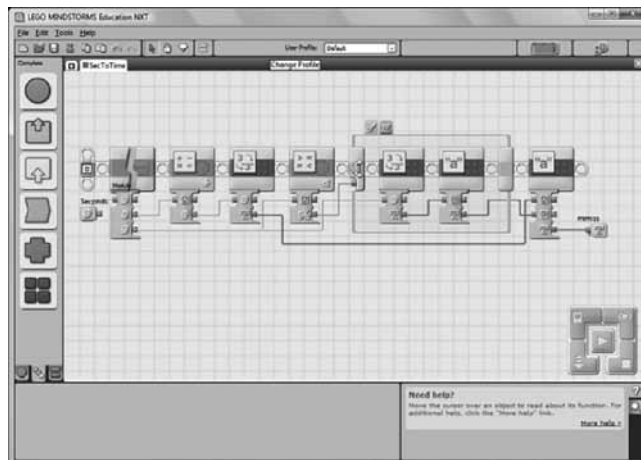 LEGO MINDSTORMS Education NXT
File Edit Tools Help
User Profile: Default
Complete
SecToTime
Change Profile
Seconds
mm:ss
Need help?
Move the cursor over an object to read about its function. For
additional help, click the "More help" link.
More help »